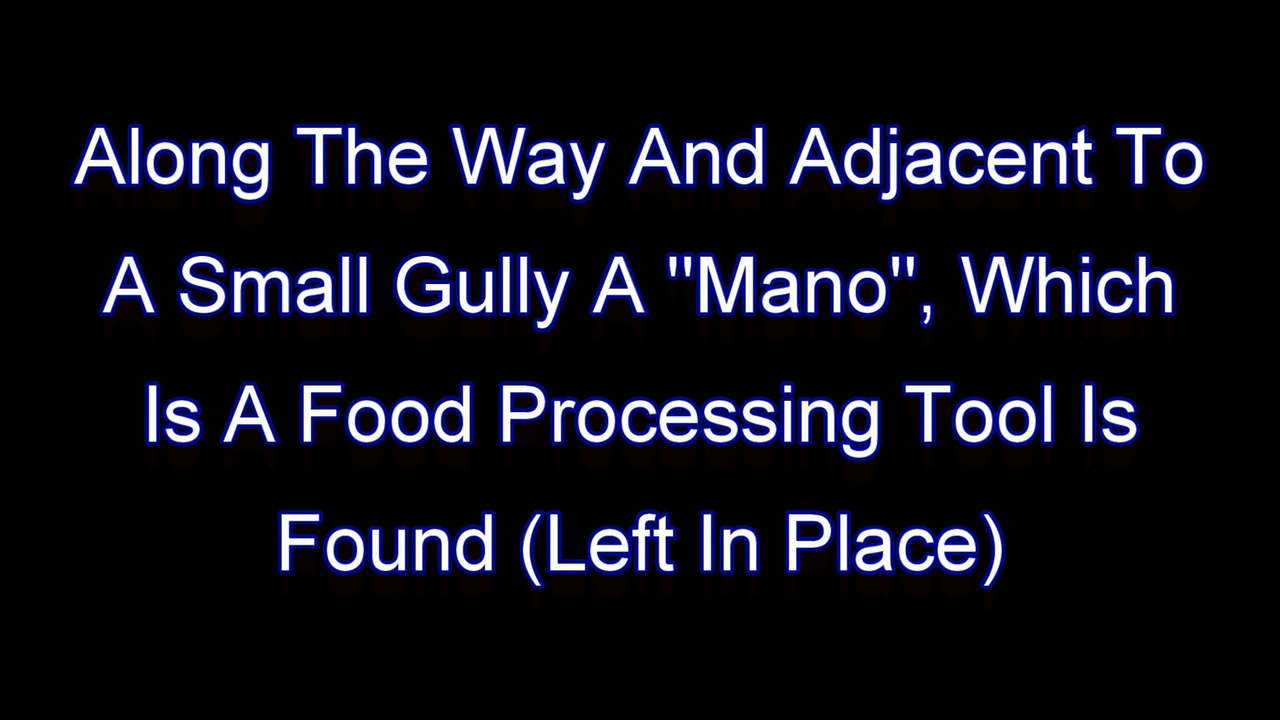 Along The Way And Adjacent To
A Small Gully A "Mano", Which
Is A Food Processing Tool Is
Found (Left In Place)